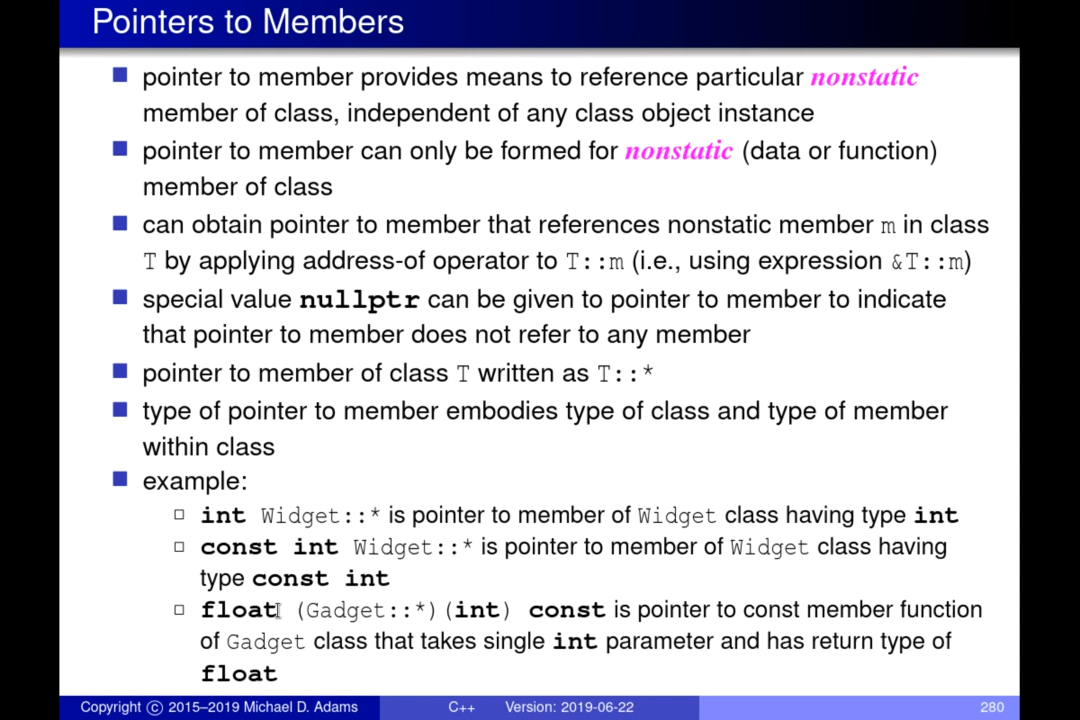 Pointers to Members
pointer to member provides means to reference particular nonstatic
member of class, independent of any class object instance
pointer to member can only be formed for nonstatic (data or function)
member of class
can obtain pointer to member that references nonstatic member m in class
T by applying address-of operator to T::m (i.e., using expression &T::m)
special value nullptr can be given to pointer to member to indicate
that pointer to member does not refer to any member
pointer to member of class T written as T::*
type of pointer to member embodies type of class and type of member
within class
example:
int Widget::* is pointer to member of Widget class having type int
const int Widget::* is pointer to member of Widget class having
type const int
float (Gadget::*)(int) const is pointer to const member function
of Gadget class that takes single int parameter and has return type of
float
Copyright © 2015–2019 Michael D. Adams C++ Version: 2019-06-22 280